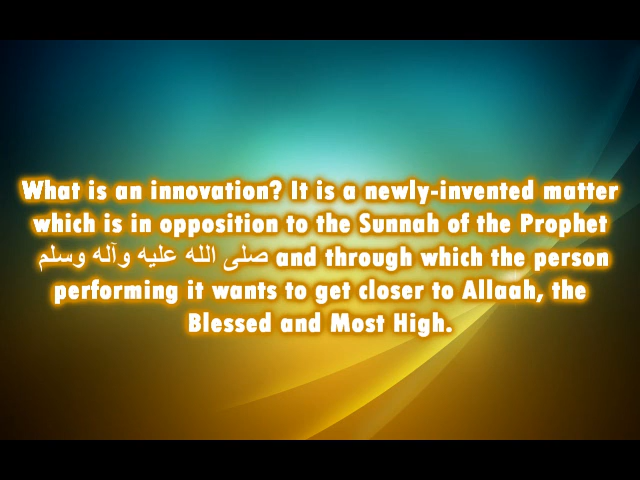 What is an innovation? It is a newly-invented matter
which is in opposition to the Sunnah of the Prophet
صلى الله عليه وآله وسلم and through which the person
performing it wants to get closer to Allaah, the
Blessed and Most High.